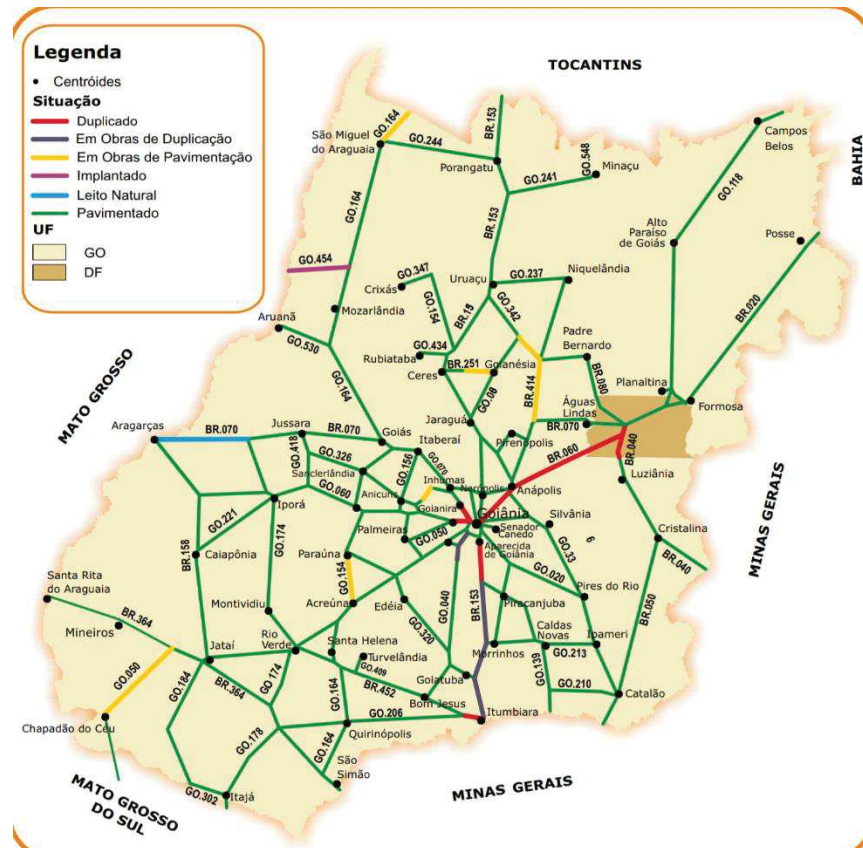 Legenda
Centróides
Situação
Duplicado
Em Obras de Duplicação
Em Obras de Pavimentação
Implantado
Leito Natural
Pavimentado
UF
GO
DF
TOCANTINS
BAHIA
MATO GROSSO
MINAS GERAIS
MINAS GERAIS
MATO GROSSO
DO SUL
GO.164
São Miguel
do Araguaia
GO.244
BR.153
Porangatu
GO.548
Minaçu
GO.241
Campos
Belos
GO.118
GO.164
BR.153
Alto
Paraíso
de Goiás
Posse
GO.454
GO.347
Crixás
Uruaçu
GO.237
Niquelândia
BR.020
Mozarlândia
GO.154
BR.15
GO.342
Aruanã
GO.530
GO.434
Rubiataba
BR.251
Goianésia
Ceres
Padre
Bernardo
GO.164
BR.414
BR.080
Planaltina
GO.08
Formosa
Jaraguá
Águas
Lindas
Aragarças
BR.070
Jussara
BR.070
Goiás
Itaberaí
Pirenópolis
BR.070
BR.060
BR.040
GO.418
GO.326
GO.156
GO.070
Sanclerlândia
Inhumas
Nerópolis
Anápolis
Luziânia
Iporá
GO.060
Anicuns
Goianira
Goiânia
Silvânia
GO.221
GO.174
Palmeiras
GO.050
Senador
Canedo
Cristalina
BR.158
Caiapônia
Paraúna
Aparecida
de Goiânia
GO.33
6
BR.040
Santa Rita
do Araguaia
GO.154
GO.020
Pires do Rio
BR.364
Montividiu
Acreúna
Edéia
GO.040
BR.153
Piracanjuba
BR.050
Mineiros
Rio
Verde
Santa Helena
GO.320
Caldas
Novas
Ipameri
Jataí
Turvelândia
Morrinhos
GO.213
GO.050
GO.184
BR.364
GO.174
GO.409
Goiatuba
GO.139
GO.210
GO.164
BR.452
Bom Jesus
Catalão
Chapadão do Céu
GO.206
Itumbiara
GO.178
Quirinópolis
GO.164
São
Simão
GO.302
Itajá